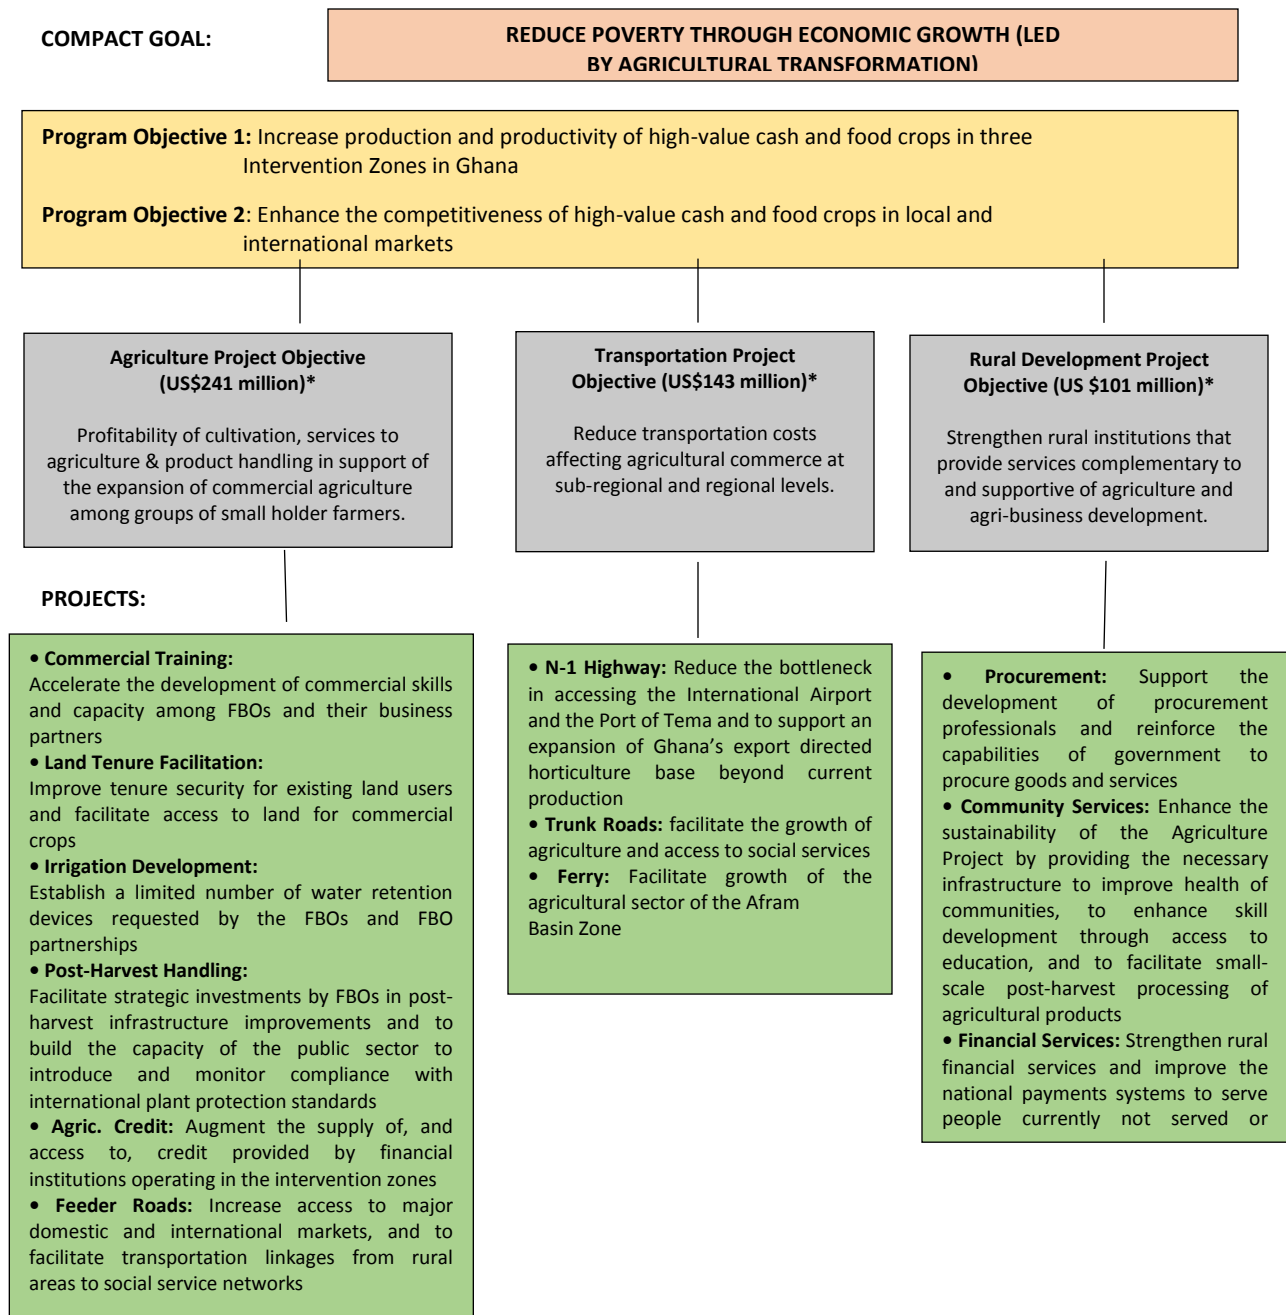 COMPACT GOAL:
REDUCE POVERTY THROUGH ECONOMIC GROWTH (LED
BY AGRICULTURAL TRANSFORMATION)
Program Objective 1: Increase production and productivity of high-value cash and food crops in three
Intervention Zones in Ghana
Program Objective 2: Enhance the competitiveness of high-value cash and food crops in local and
international markets
Agriculture Project Objective
(US$241 million)*
Profitability of cultivation, services to
agriculture & product handling in support of
the expansion of commercial agriculture
among groups of small holder farmers.
Transportation Project
Objective (US$143 million)*
Reduce transportation costs
affecting agricultural commerce at
sub-regional and regional levels.
Rural Development Project
Objective (US $101 million)*
Strengthen rural institutions that
provide services complementary to
and supportive of agriculture and
agri-business development.
PROJECTS:
• Commercial Training:
Accelerate the development of commercial skills
and capacity among FBOs and their business
partners
• Land Tenure Facilitation:
Improve tenure security for existing land users
and facilitate access to land for commercial
crops
• Irrigation Development:
Establish a limited number of water retention
devices requested by the FBOs and FBO
partnerships
• Post-Harvest Handling:
Facilitate strategic investments by FBOs in post-
harvest infrastructure improvements and to
build the capacity of the public sector to
introduce and monitor compliance with
international plant protection standards
• Agric. Credit: Augment the supply of, and
access to, credit provided by financial
institutions operating in the intervention zones
• Feeder Roads: Increase access to major
domestic and international markets, and to
facilitate transportation linkages from rural
areas to social service networks
• N-1 Highway: Reduce the bottleneck
in accessing the International Airport
and the Port of Tema and to support an
expansion of Ghana’s export directed
horticulture base beyond current
production
• Trunk Roads: facilitate the growth of
agriculture and access to social services
• Ferry: Facilitate growth of the
agricultural sector of the Afram
Basin Zone
• Procurement: Support the
development of procurement
professionals and reinforce the
capabilities of government to
procure goods and services
• Community Services: Enhance the
sustainability of the Agriculture
Project by providing the necessary
infrastructure to improve health of
communities, to enhance skill
development through access to
education, and to facilitate small-
scale post-harvest processing of
agricultural products
• Financial Services: Strengthen rural
financial services and improve the
national payments systems to serve
people currently not served or